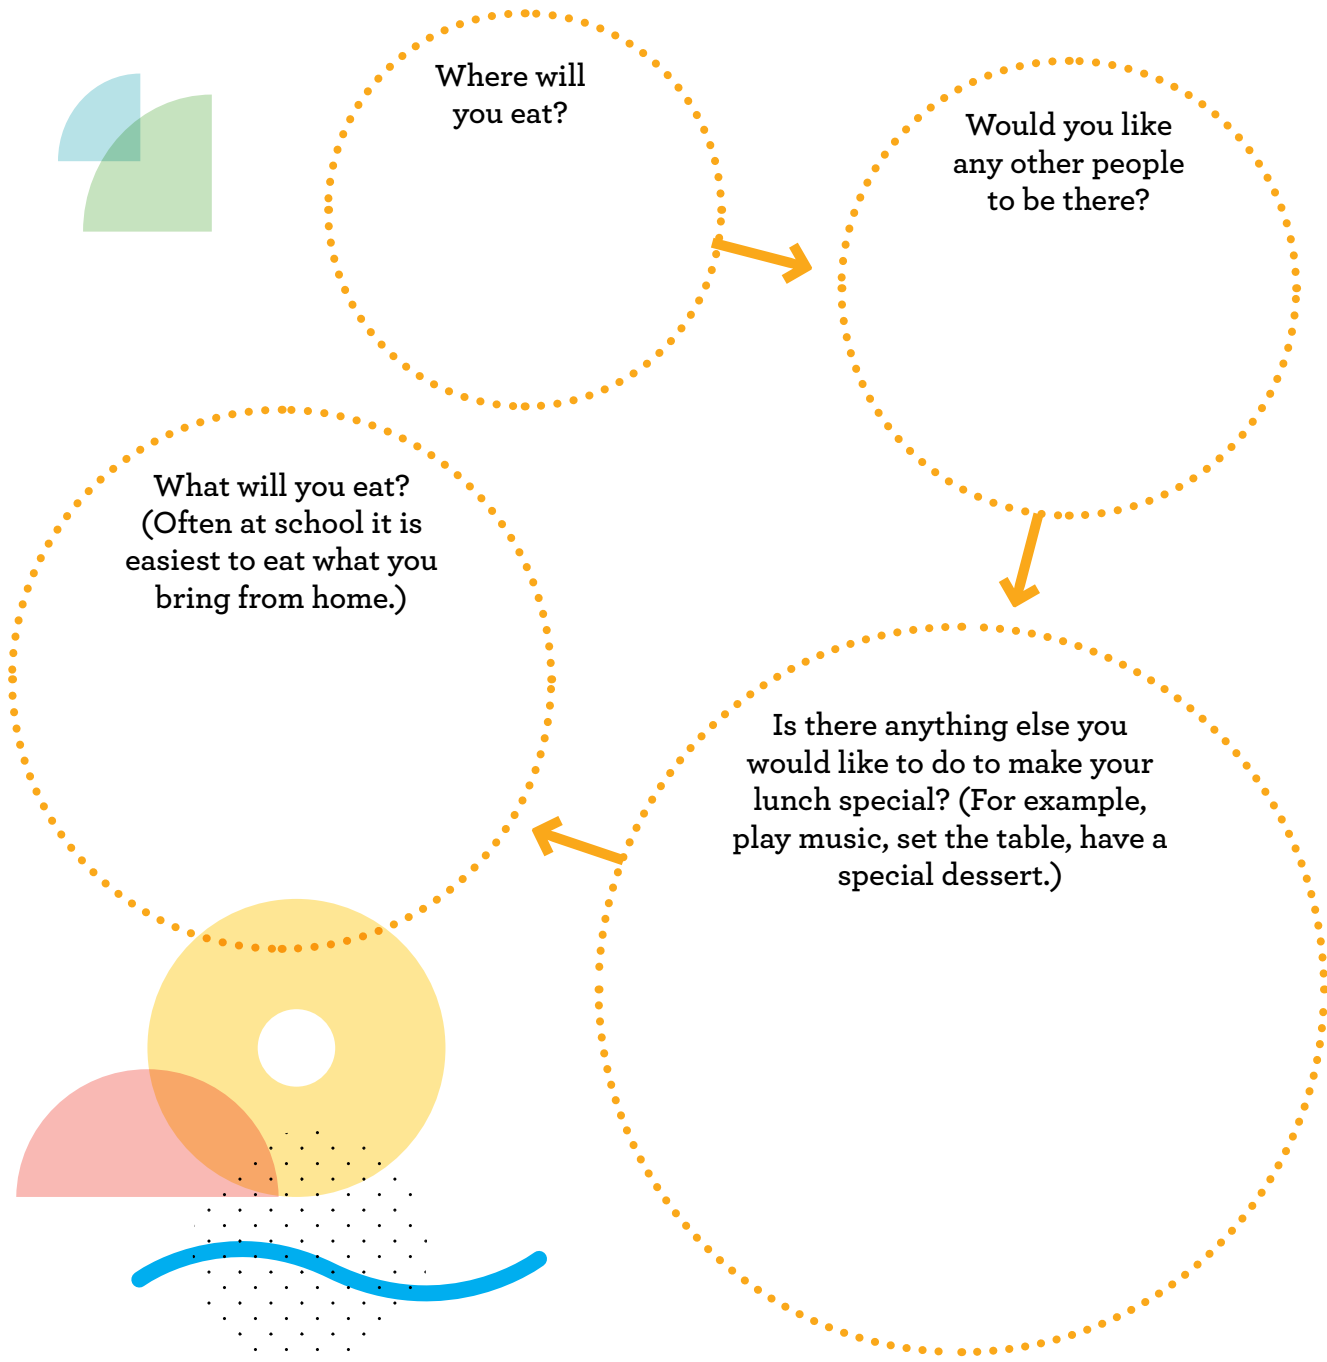 Where will
you eat?
Would you like
any other people
to be there?
Is there anything else you
would like to do to make your
lunch special? (For example,
play music, set the table, have a
special dessert.)
What will you eat?
(Often at school it is
easiest to eat what you
bring from home.)